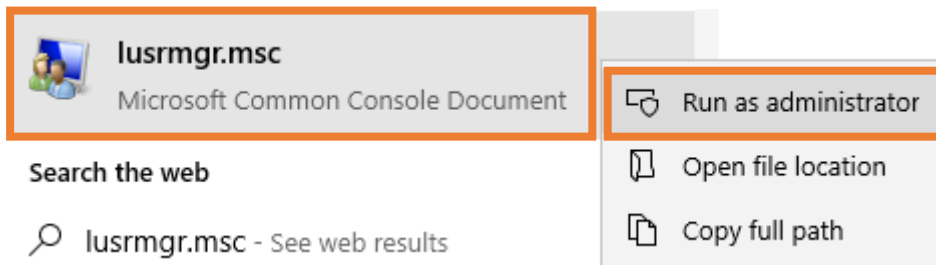 lusrmgr.msc
Microsoft Common Console Document
Search the web
lusrmgr.msc - See web results
Run as administrator
Open file location
Copy full path